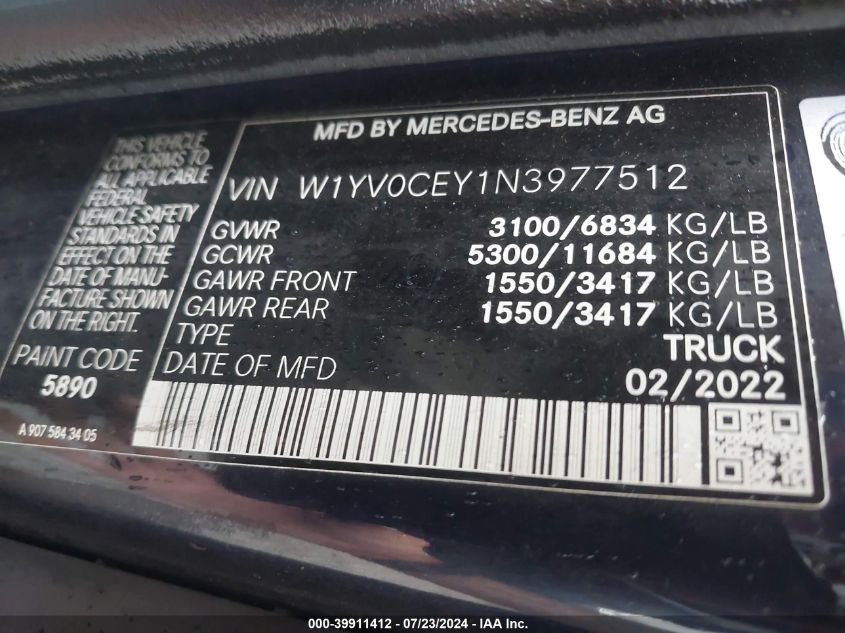 MFD BY MERCEDES-BENZ AG
THIS VEHICLE
CONFORMS TO
ALL APPLICABLE
FEDERAL
VEHICLE SAFETY
STANDARDS IN
EFFECT ON THE
DATE OF MANU-
FACTURE SHOWN
ON THE RIGHT.
PAINT CODE
5890
A 907 584 34 05
VIN W1YV0CEY1N3977512
GVWR 3100/6834 KG/LB
GCWR 5300/11684 KG/LB
GAWR FRONT 1550/3417 KG/LB
GAWR REAR 1550/3417 KG/LB
TYPE TRUCK
DATE OF MFD 02/2022
000-39911412 - 07/23/2024 - IAA Inc.